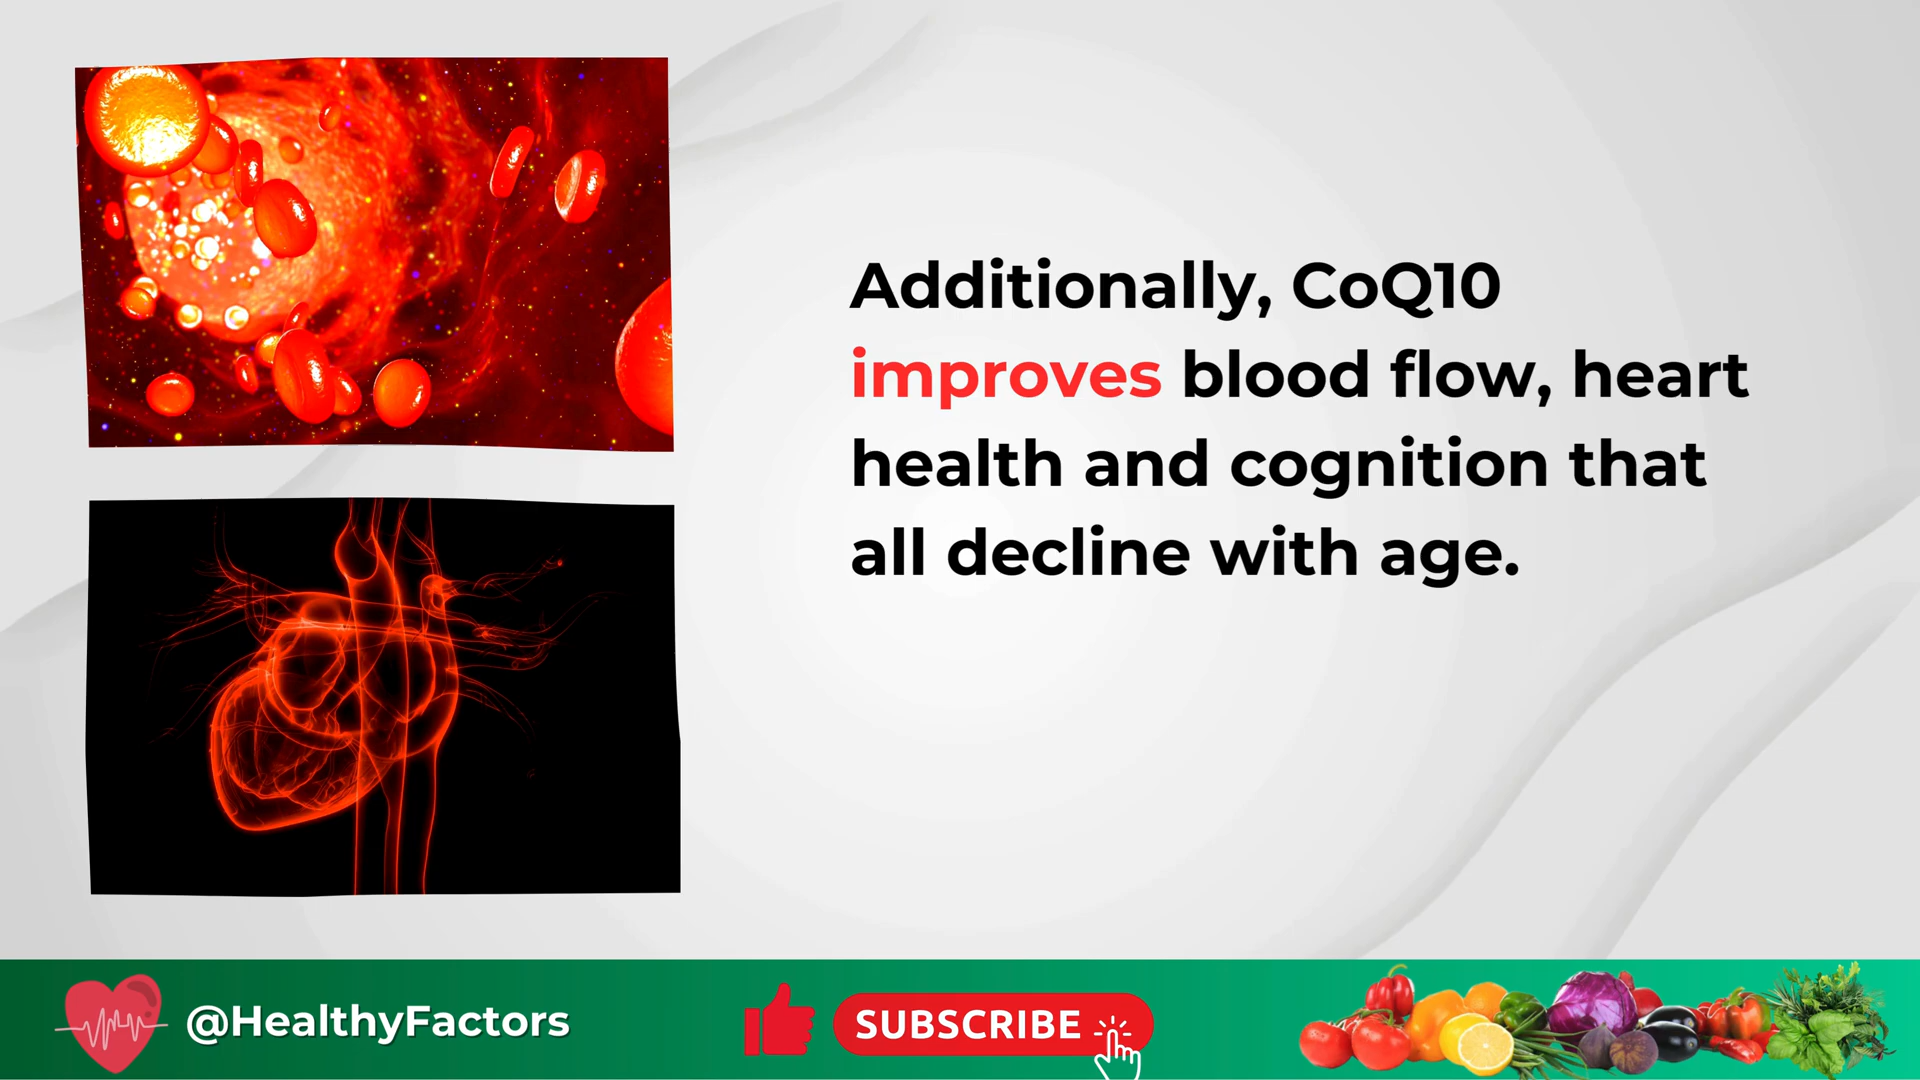 Additionally, CoQ10
improves blood flow, heart
health and cognition that
all decline with age.
@HealthyFactors
SUBSCRIBE